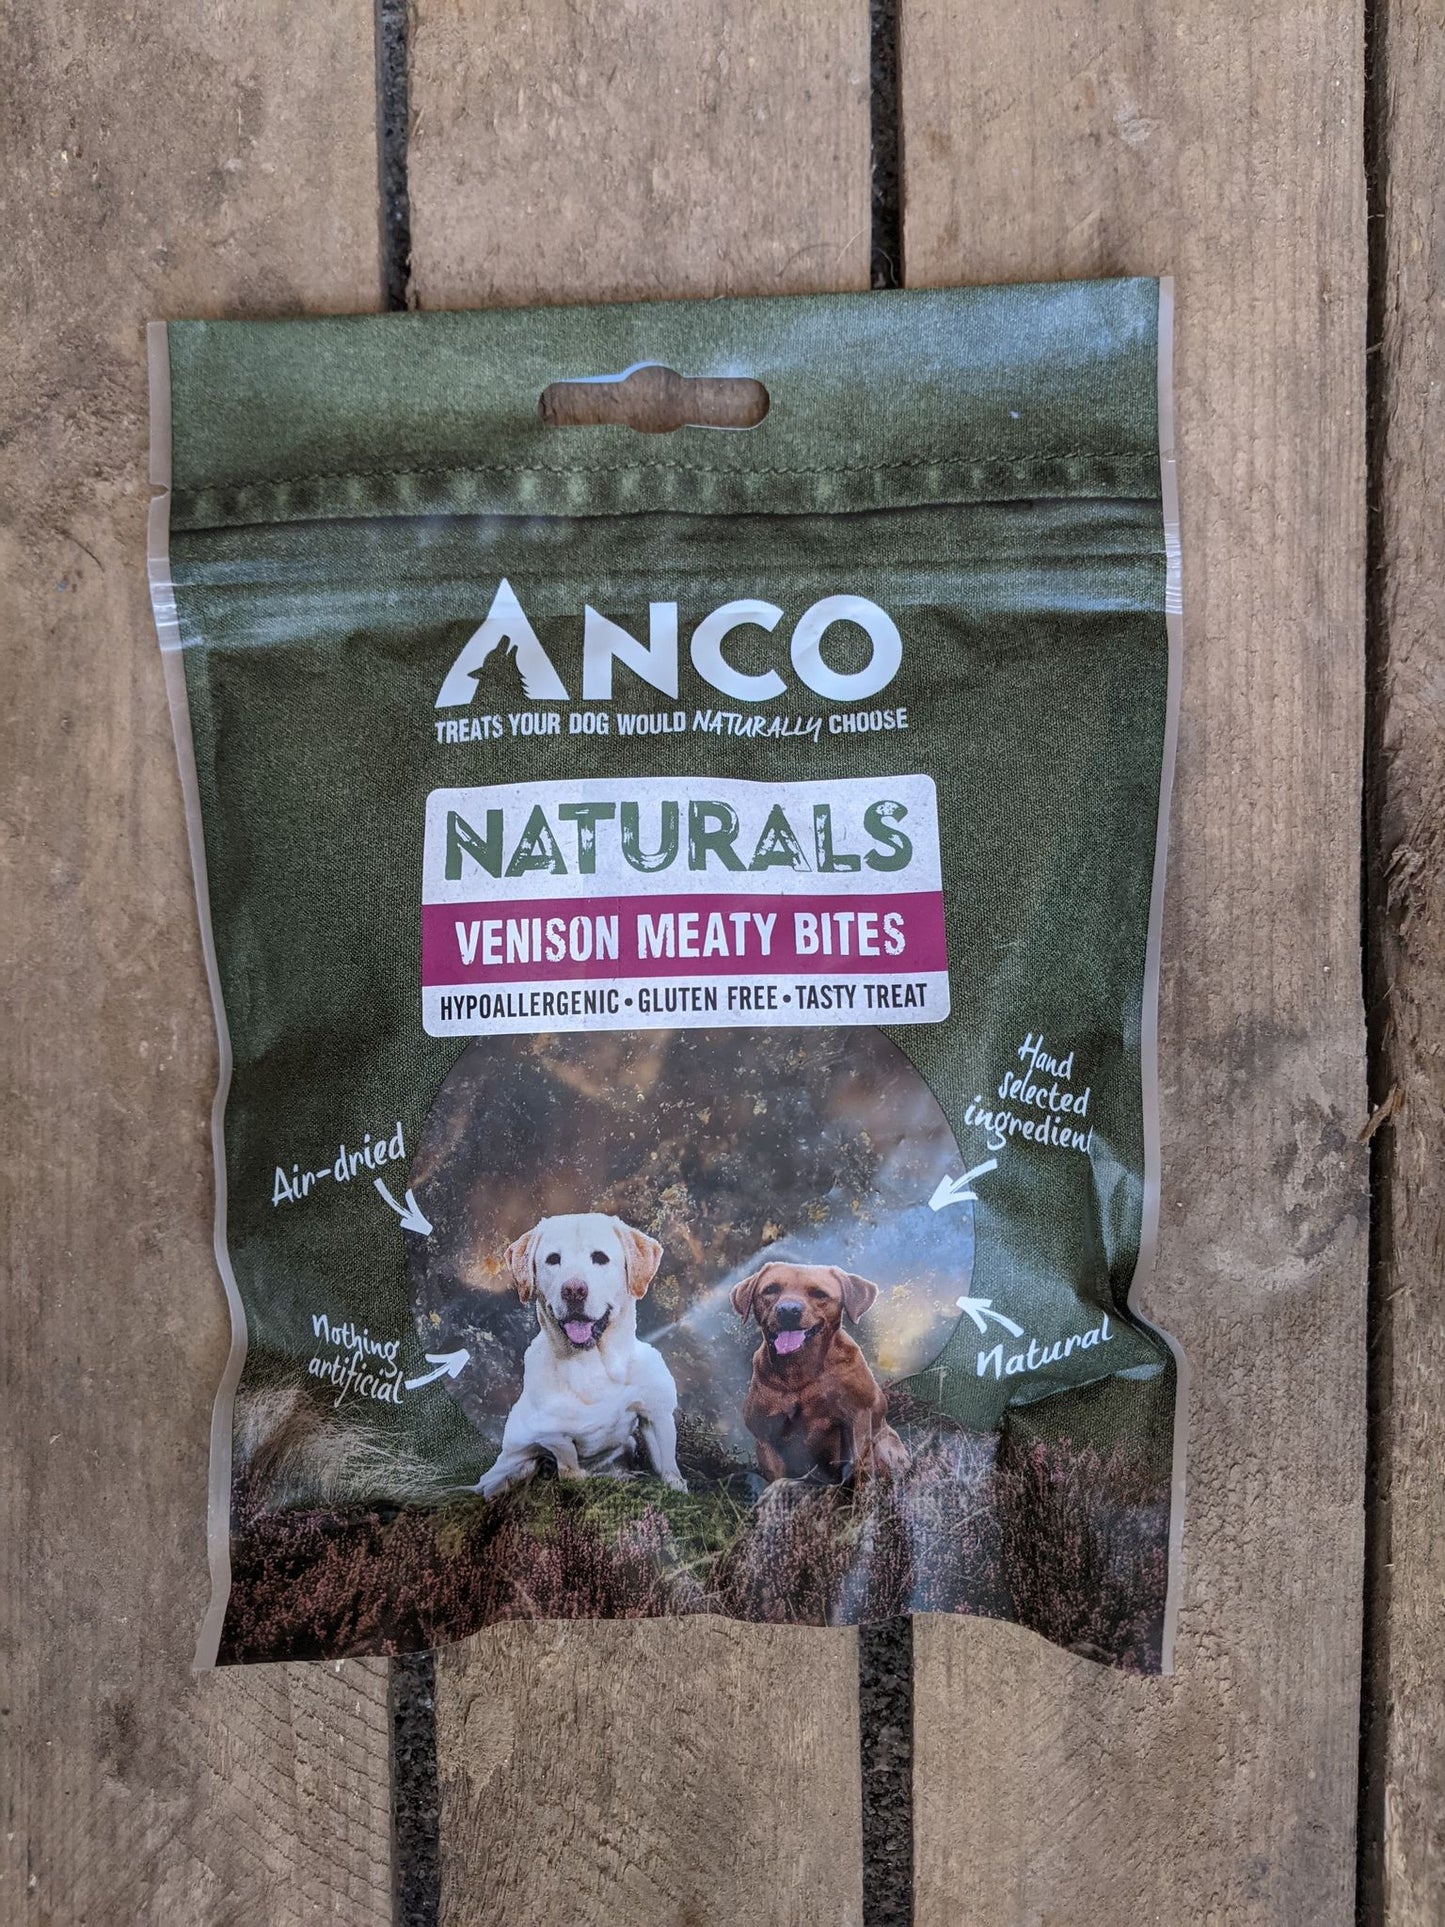 ANCO
TREATS YOUR DOG WOULD NATURALLY CHOOSE
NATURALS
VENISON MEATY BITES
HYPOALLERGENIC • GLUTEN FREE • TASTY TREAT
Hand
selected
ingredient
Air-dried
Nothing
artificial
Natural